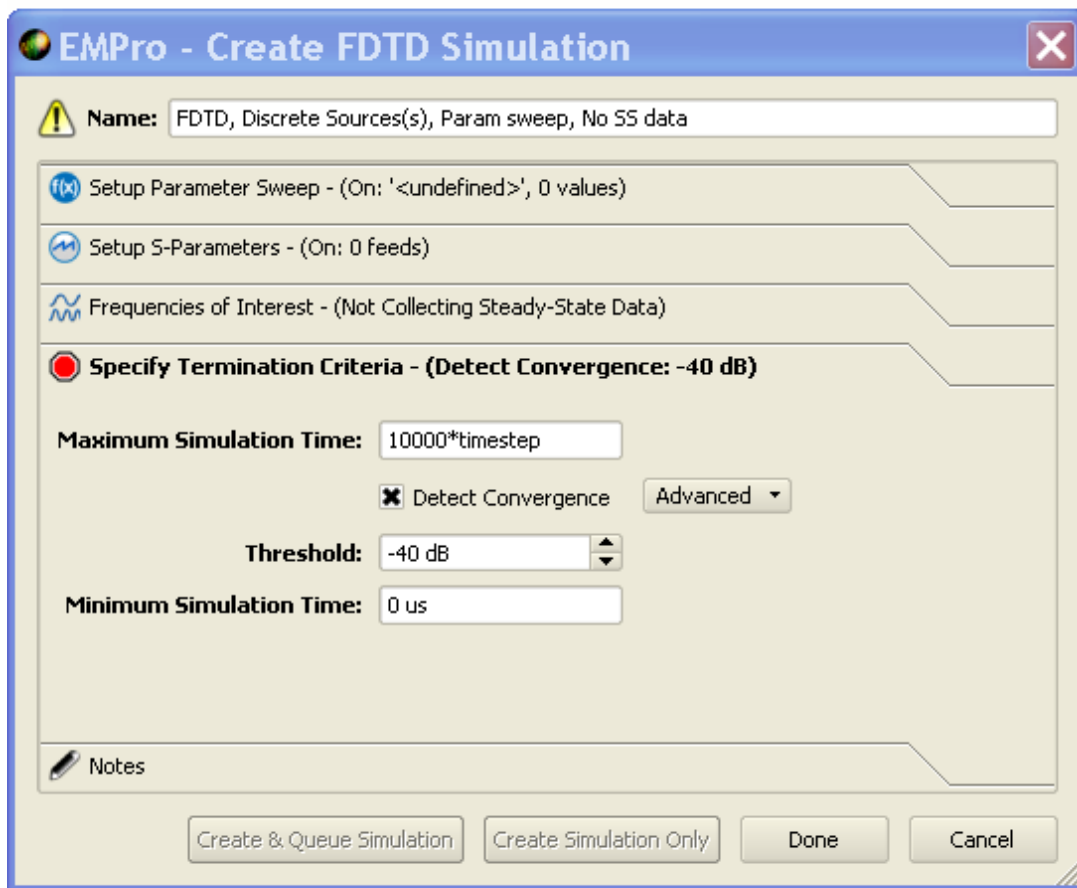 EMPro - Create FDTD Simulation
Name: FDTD, Discrete Sources(s), Param sweep, No SS data
f(x) Setup Parameter Sweep - (On: '<undefined>', 0 values)
Setup S-Parameters - (On: 0 feeds)
Frequencies of Interest - (Not Collecting Steady-State Data)
Specify Termination Criteria - (Detect Convergence: -40 dB)
Maximum Simulation Time: 10000*timestep
Detect Convergence Advanced
Threshold: -40 dB
Minimum Simulation Time: 0 us
Notes
Create & Queue Simulation Create Simulation Only Done Cancel